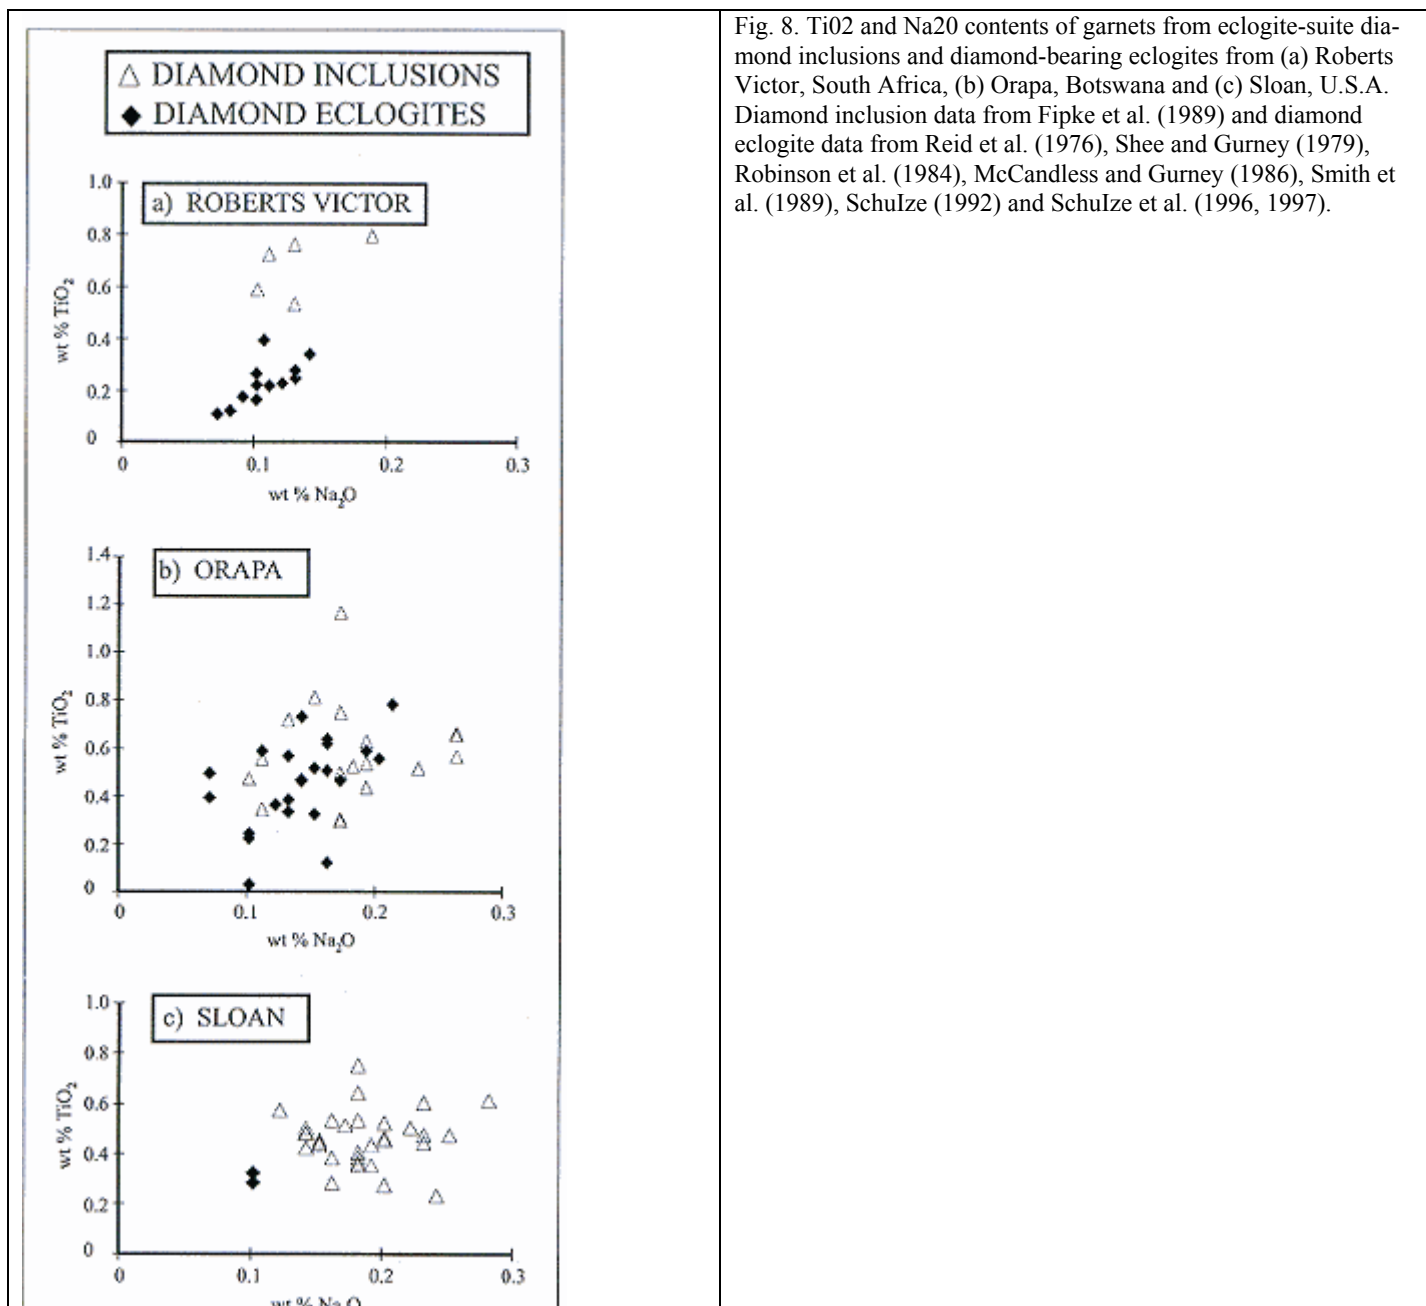 △ DIAMOND INCLUSIONS
◆ DIAMOND ECLOGITES
a) ROBERTS VICTOR
1.0
0.8
0.6
0.4
0.2
0
wt % TiO₂
0 0.1 0.2 0.3
wt % Na₂O
b) ORAPA
1.4
1.2
1.0
0.8
0.6
0.4
0.2
0
wt % TiO₂
0 0.1 0.2 0.3
wt % Na₂O
c) SLOAN
1.0
0.8
0.6
0.4
0.2
0
wt % TiO₂
0 0.1 0.2 0.3
wt % Na₂O
Fig. 8. Ti02 and Na20 contents of garnets from eclogite-suite dia-
mond inclusions and diamond-bearing eclogites from (a) Roberts
Victor, South Africa, (b) Orapa, Botswana and (c) Sloan, U.S.A.
Diamond inclusion data from Fipke et al. (1989) and diamond
eclogite data from Reid et al. (1976), Shee and Gurney (1979),
Robinson et al. (1984), McCandless and Gurney (1986), Smith et
al. (1989), SchuIze (1992) and SchuIze et al. (1996, 1997).